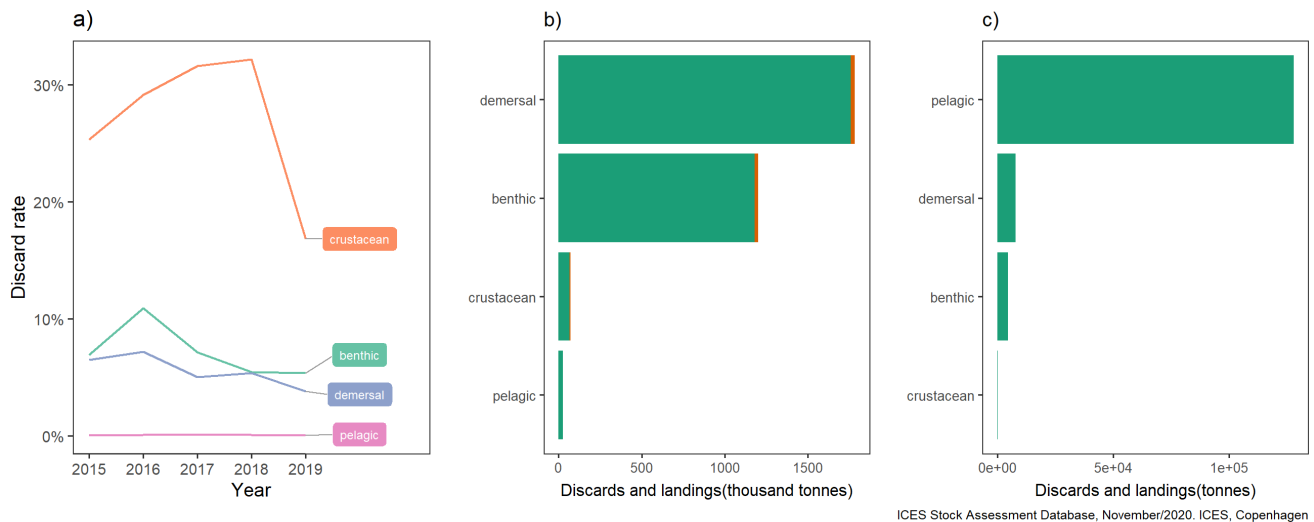 a)
Discard rate
30%
20%
10%
0%
crustacean
benthic
demersal
pelagic
2015 2016 2017 2018 2019
Year
b)
demersal
benthic
crustacean
pelagic
0 500 1000 1500
Discards and landings(thousand tonnes)
c)
pelagic
demersal
benthic
crustacean
0e+00 5e+04 1e+05
Discards and landings(tonnes)
ICES Stock Assessment Database, November/2020. ICES, Copenhagen